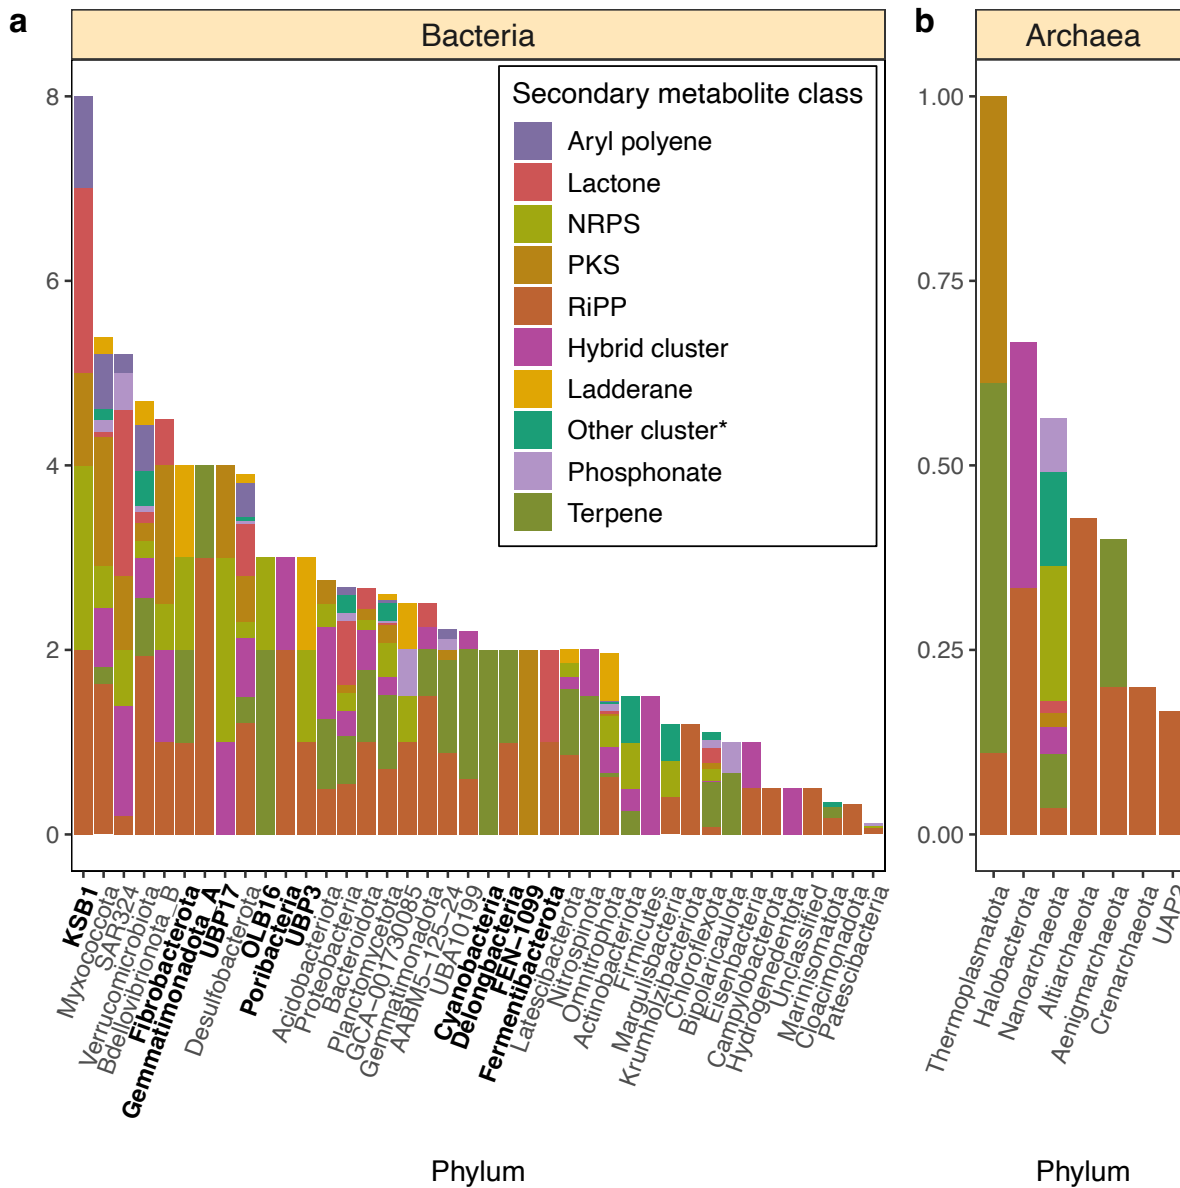 a
Bacteria
b
Archaea
Secondary metabolite class
Aryl polyene
Lactone
NRPS
PKS
RiPP
Hybrid cluster
Ladderane
Other cluster*
Phosphonate
Terpene
8
6
4
2
0
1.00
0.75
0.50
0.25
0.00
KSB1
Myxococcota
SAR324
Verrucomicrobiota
Bdellovibrionota_B
Fibrobacterota
Gemmatimonadota_A
UBP17
Desulfobacterota
OLB16
Poribacteria
UBP3
Acidobacteriota
Proteobacteria
Bacteroidota
Planctomycetota
GCA-001730085
Gemmatimonadota
AABM5-125-24
UBA10199
Cyanobacteria
Delongbacteria
FEN-1099
Fermentibacterota
Latescibacterota
Nitrospinota
Omnitrophota
Actinobacteriota
Firmicutes
Margulisbacteria
Krumholzibacteriota
Chloroflexota
Bipolaricaulota
Eisenbacteria
Campylobacterota
Hydrogenedentota
Unclassified
Marinisomatota
Cloacimonadota
Patescibacteria
Thermoplasmatota
Halobacterota
Nanoarchaeota
Altiarchaeota
Aenigmarchaeota
Crenarchaeota
UAP2
Phylum
Phylum